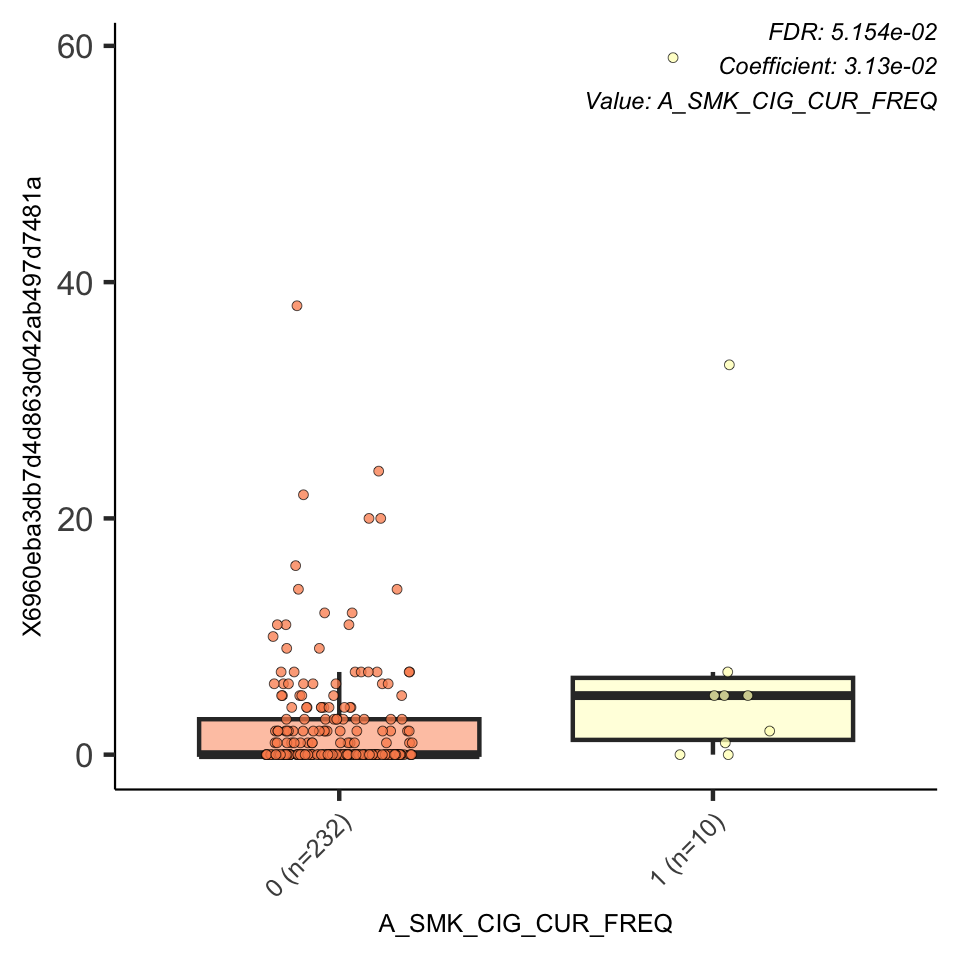 FDR: 5.154e-02
Coefficient: 3.13e-02
Value: A_SMK_CIG_CUR_FREQ
X6960eba3db7d4d863d042ab497d7481a
60
40
20
0
0 (n=232)
1 (n=10)
A_SMK_CIG_CUR_FREQ